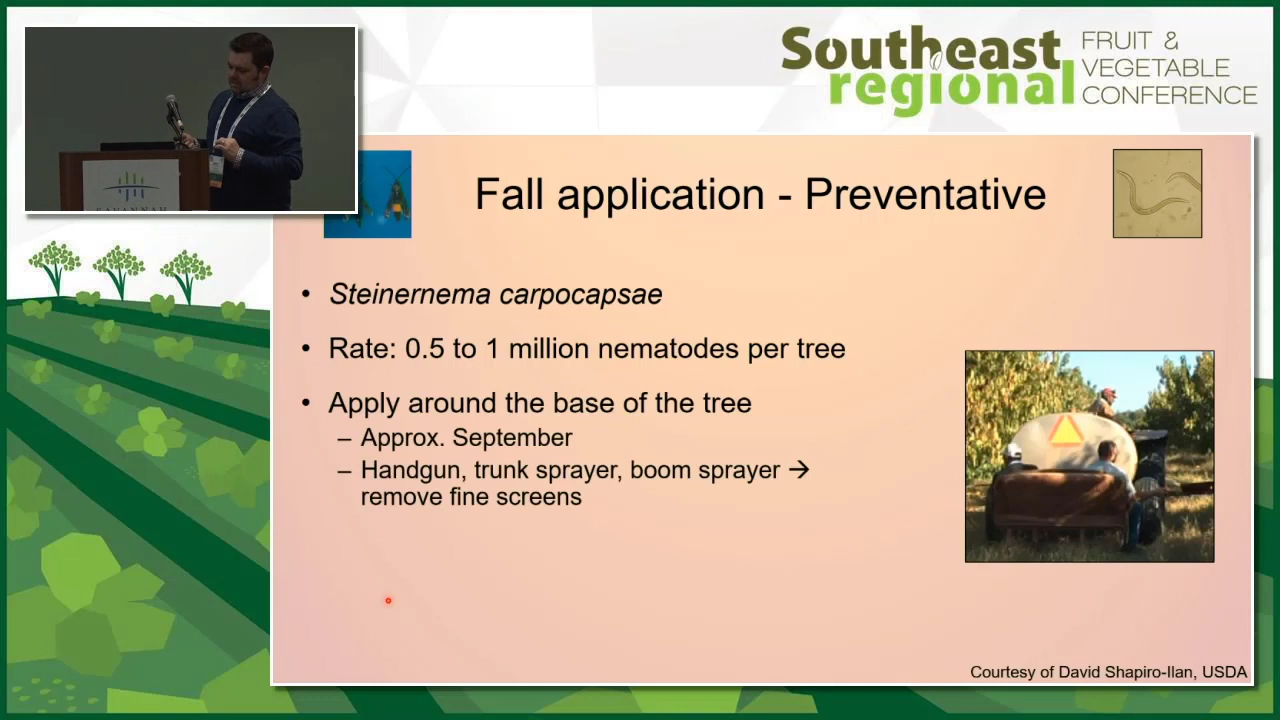 Southeast
regional
FRUIT &
VEGETABLE
CONFERENCE
SAVANNAH
Fall application - Preventative
• Steinernema carpocapsae
• Rate: 0.5 to 1 million nematodes per tree
• Apply around the base of the tree
– Approx. September
– Handgun, trunk sprayer, boom sprayer →
remove fine screens
Courtesy of David Shapiro-Ilan, USDA